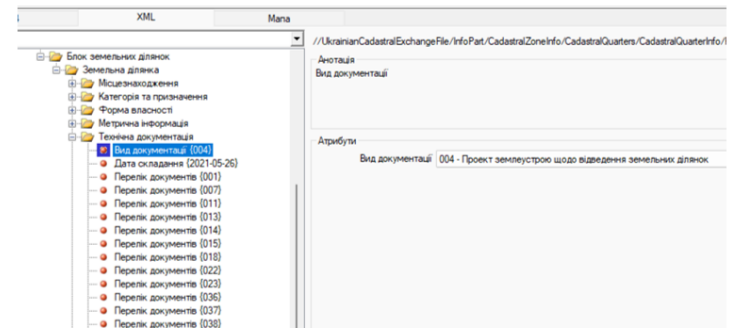 XML
Мапа
//UkrainianCadastralExchangeFile/InfoPart/CadastralZoneInfo/CadastralQuarters/CadastralQuarterInfo/
Блок земельних ділянок
Земельна ділянка
Місцезнаходження
Категорія та призначення
Форма власності
Метрична інформація
Технічна документація
Вид документації {004}
Дата складання {2021-05-26}
Перелік документів {001}
Перелік документів {007}
Перелік документів {011}
Перелік документів {013}
Перелік документів {014}
Перелік документів {015}
Перелік документів {018}
Перелік документів {022}
Перелік документів {023}
Перелік документів {036}
Перелік документів {037}
Перелік документів {038}
Анотація
Вид документації
Атрибути
Вид документації 004 - Проект землеустрою щодо відведення земельних ділянок